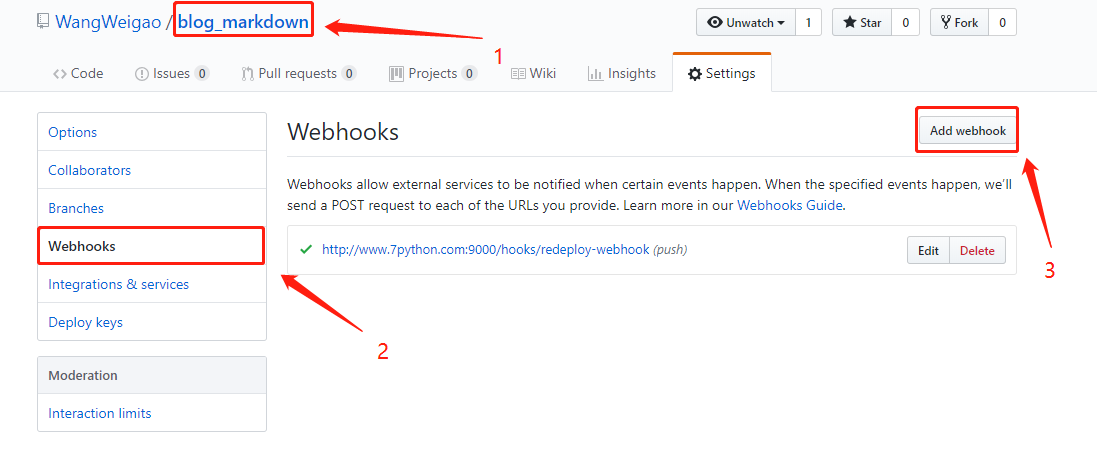 WangWeigao / blog_markdown
Unwatch 1 Star 0 Fork 0
1
Code Issues 0 Pull requests 0 Projects 0 Wiki Insights Settings
Options
Collaborators
Branches
Webhooks
Integrations & services
Deploy keys
Moderation
Interaction limits
2
Webhooks
Add webhook
3
Webhooks allow external services to be notified when certain events happen. When the specified events happen, we'll
send a POST request to each of the URLs you provide. Learn more in our Webhooks Guide.
http://www.7python.com:9000/hooks/redeploy-webhook (push)
Edit Delete